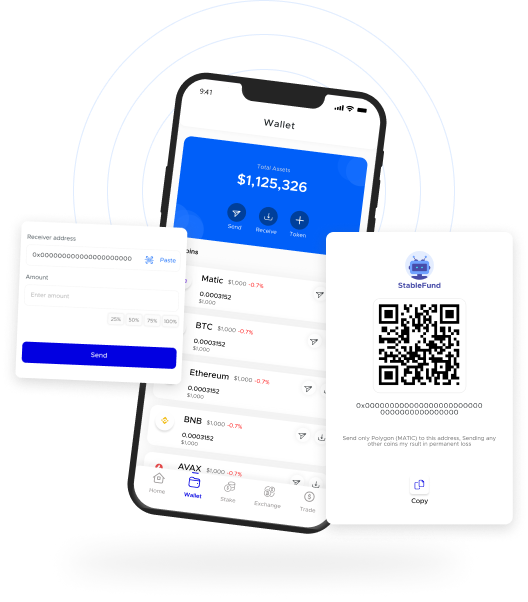 9:41
Wallet
Total Assets
$1,125,326
Send
Receive
Token
Receiver address
0x00000000000000000000000
Paste
Amount
Enter amount
25%
50%
75%
100%
Send
oins
Matic $1,000 -0.7%
0.0003152
$1,000
BTC $1,000 -0.7%
0.0003152
$1,000
Ethereum $1,000 -0.7%
0.0003152
$1,000
BNB $1,000 -0.7%
0.0003152
$1,000
AVAX $1,000 -0.7%
Home
Wallet
Stake
Exchange
Trade
StableFund
Send only Polygon (MATIC) to this address, Sending any
other coins my rsult in permanent loss
Copy